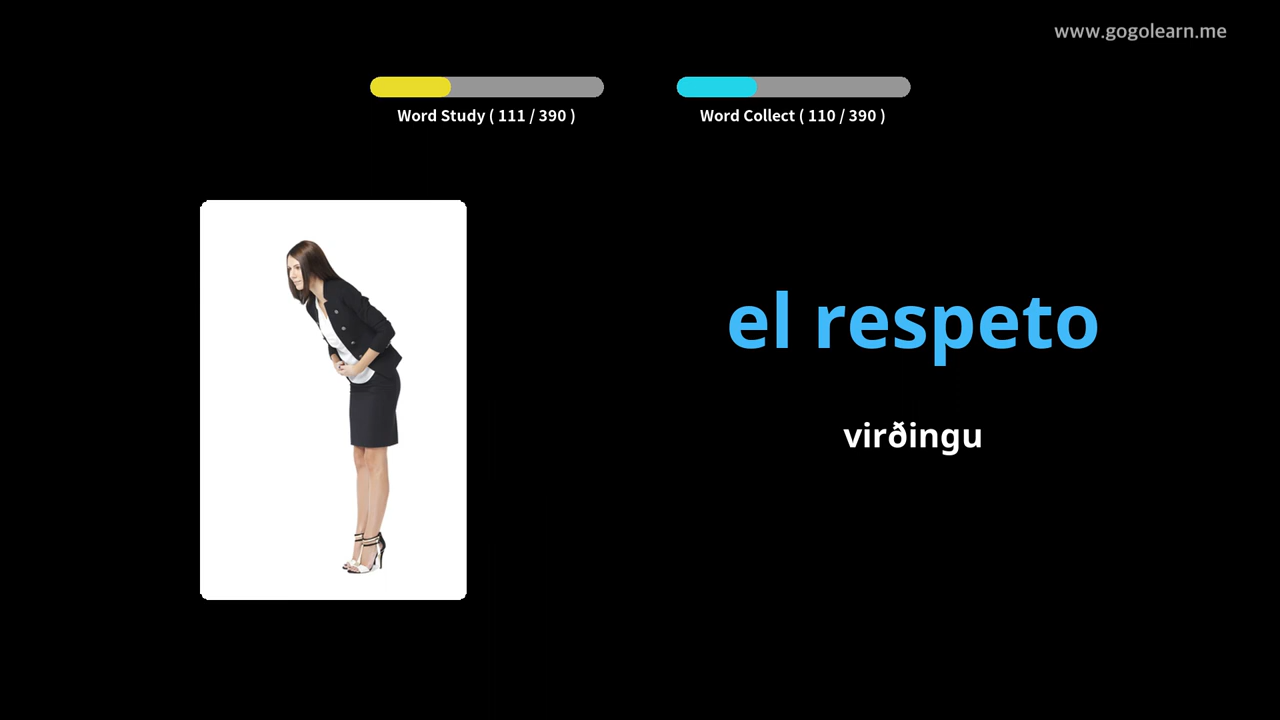 www.gogolearn.me
Word Study ( 111 / 390 )
Word Collect ( 110 / 390 )
el respeto
virðingu